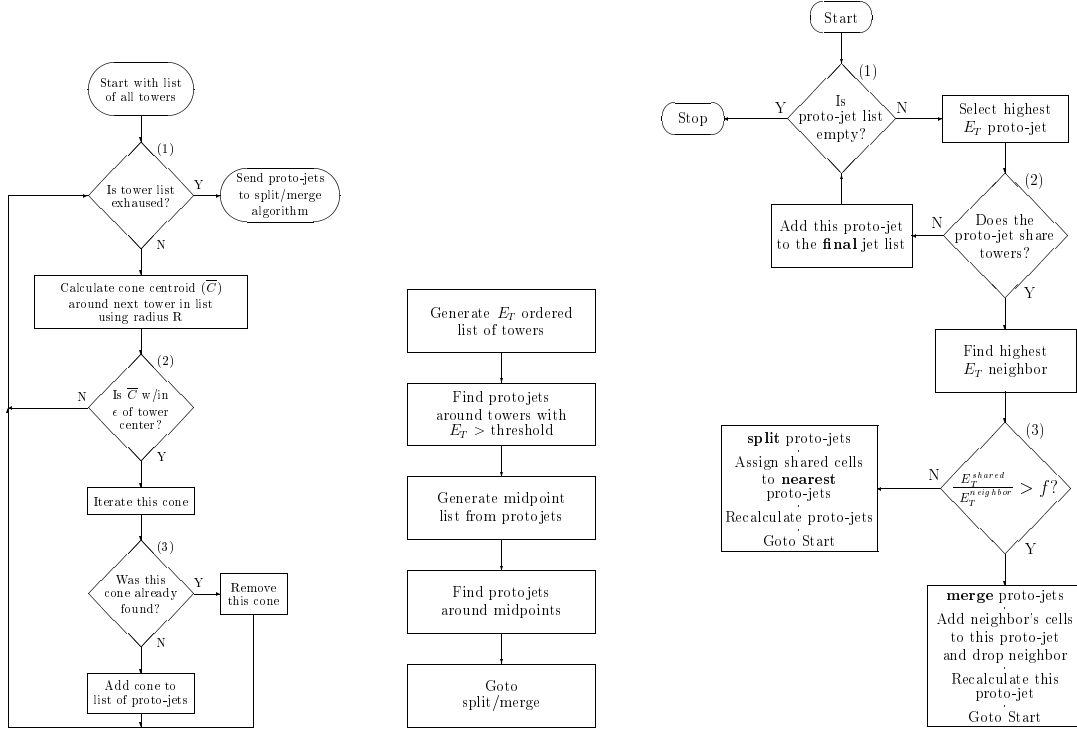 Start with list
of all towers
(1)
Is tower list
exhaused?
Y
Send proto-jets
to split/merge
algorithm
N
Calculate cone centroid (C̅)
around next tower in list
using radius R
(2)
N
Is C̅ w/in
ϵ of tower
center?
Y
Iterate this cone
(3)
Was this
cone already
found?
Y
Remove
this cone
N
Add cone to
list of proto-jets
Generate E_T ordered
list of towers
Find protojets
around towers with
E_T > threshold
Generate midpoint
list from protojets
Find protojets
around midpoints
Goto
split/merge
Start
(1)
Is
proto-jet list
empty?
Y
Stop
N
Select highest
E_T proto-jet
(2)
Does the
proto-jet share
towers?
N
Add this proto-jet
to the final jet list
Y
Find highest
E_T neighbor
(3)
E_T^shared / E_T^neighbor > f?
N
split proto-jets
Assign shared cells
to nearest
proto-jets
Recalculate proto-jets
Goto Start
Y
merge proto-jets
Add neighbor's cells
to this proto-jet
and drop neighbor
Recalculate this
proto-jet
Goto Start